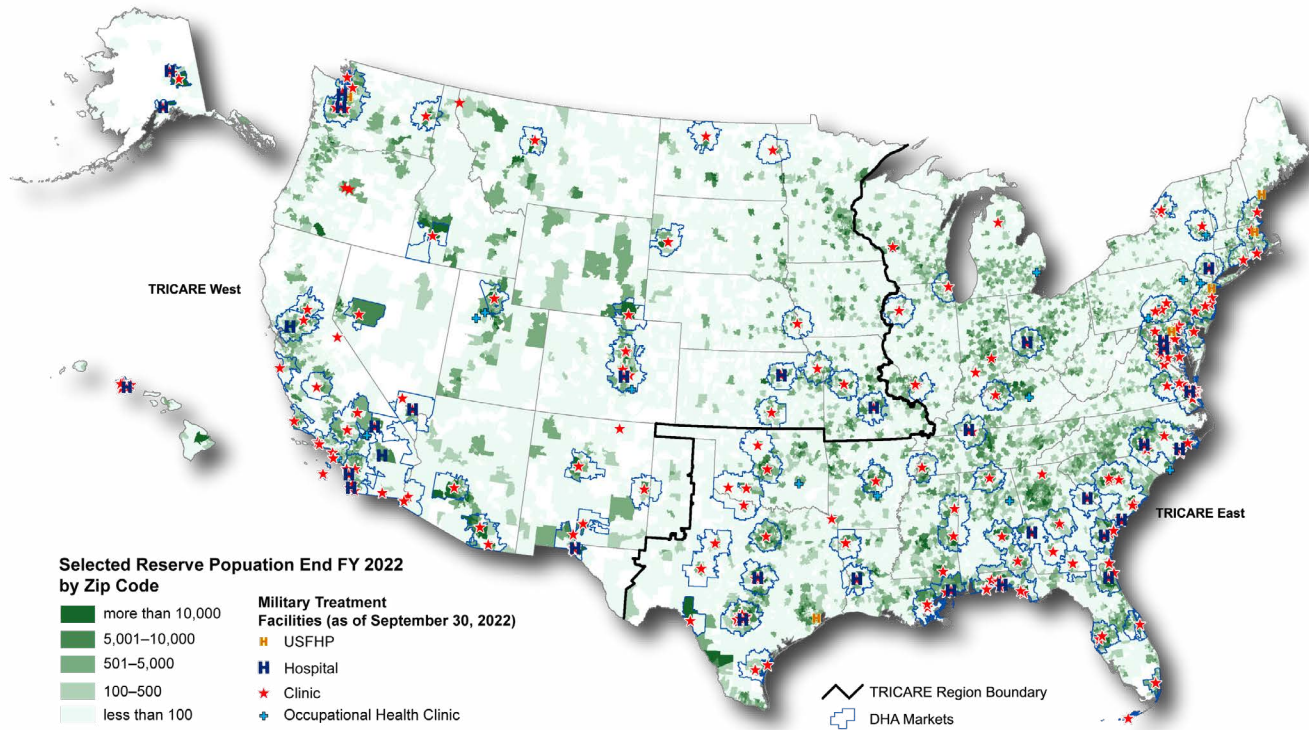 TRICARE West
TRICARE East
Selected Reserve Popution End FY 2022
by Zip Code
more than 10,000
5,001–10,000
501–5,000
100–500
less than 100
Military Treatment
Facilities (as of September 30, 2022)
H USFHP
H Hospital
Clinic
Occupational Health Clinic
TRICARE Region Boundary
DHA Markets